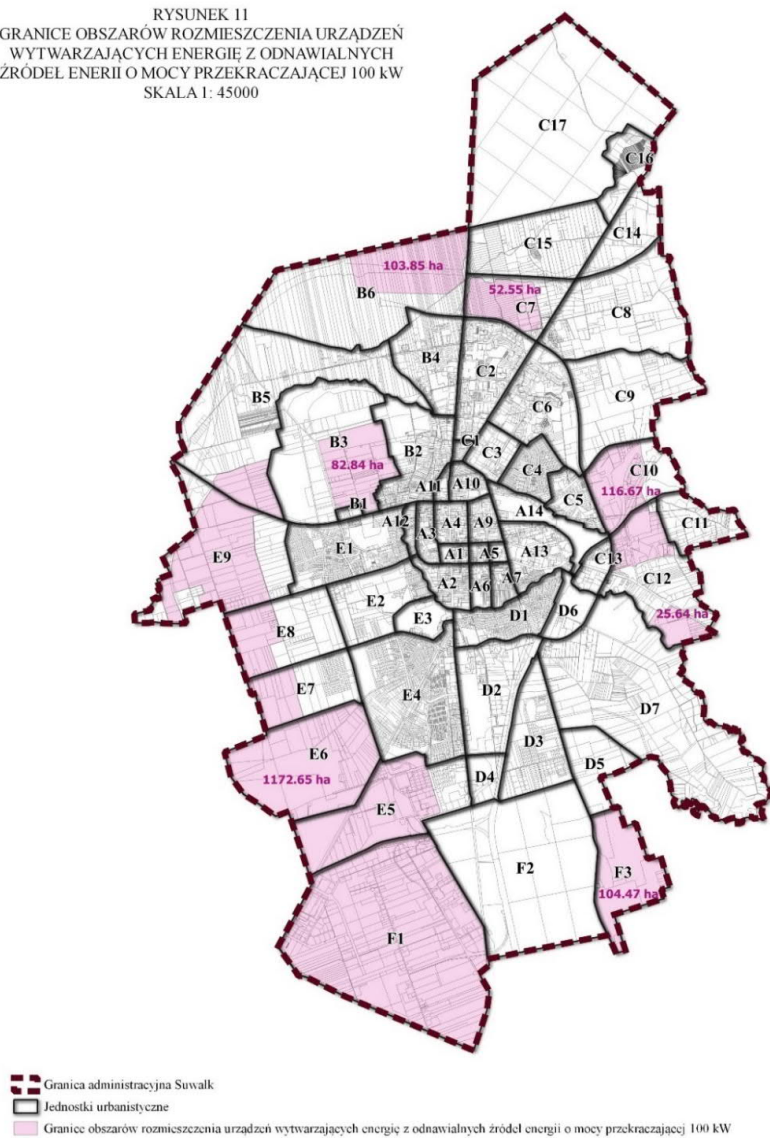 RYSUNEK 11
GRANICE OBSZARÓW ROZMIESZCZENIA URZĄDZEŃ
WYTWARZAJĄCYCH ENERGIĘ Z ODNAWIALNYCH
ŹRÓDEŁ ENERII O MOCY PRZEKRACZAJĄCEJ 100 kW
SKALA 1: 45000
C17
C16
C14
C15
103.85 ha
B6
52.55 ha
C7
C8
B4
C2
B5
C9
C6
B3
B2
C1
C3
82.84 ha
C4
C10
A11
A10
C5
116.67 ha
B1
A14
C11
A12
A3
A4
A9
E1
A1
A5
A13
C13
E9
A2
A6
A7
C12
E2
E3
D1
D6
25.64 ha
E8
E4
D2
E7
D7
E6
D3
D5
1172.65 ha
D4
E5
F2
F3
104.47 ha
F1
Granica administracyjna Suwałk
Jednostki urbanistyczne
Granice obszarów rozmieszczenia urządzeń wytwarzających energię z odnawialnych źródeł energii o mocy przekraczającej 100 kW